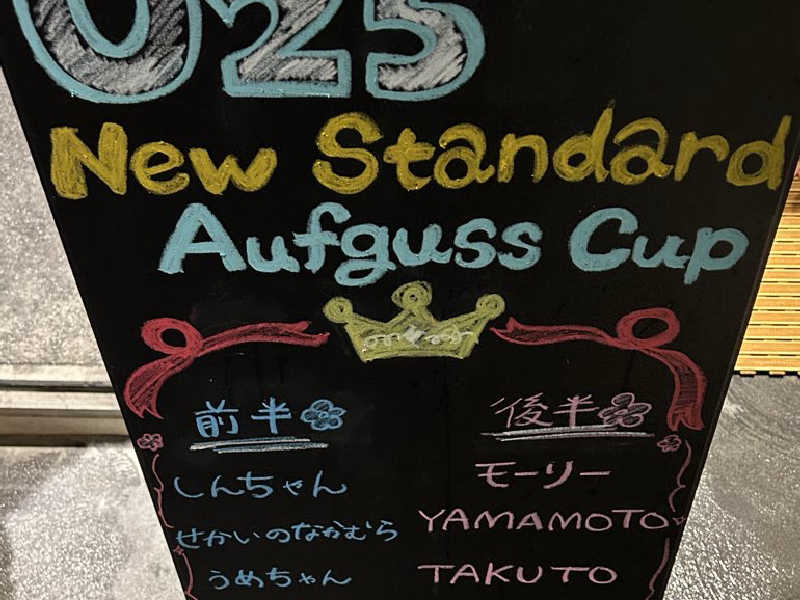 025
New Standard
Aufguss Cup
前半 後半
しんちゃん モーリー
せかいのなかむら YAMAMOTO
うめちゃん TAKUTO